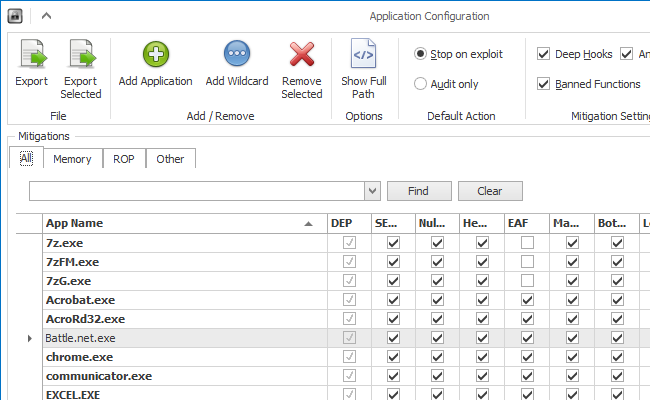 Application Configuration
Export
Export Selected
Add Application
Add Wildcard
Remove Selected
Show Full Path
Stop on exploit
Audit only
Deep Hooks
An
Banned Functions
File
Add / Remove
Options
Default Action
Mitigation Setting
Mitigations
All
Memory
ROP
Other
Find
Clear
App Name DEP SE... Nul... He... EAF Ma... Bot... L
7z.exe
7zFM.exe
7zG.exe
Acrobat.exe
AcroRd32.exe
Battle.net.exe
chrome.exe
communicator.exe
EXCEL.EXE